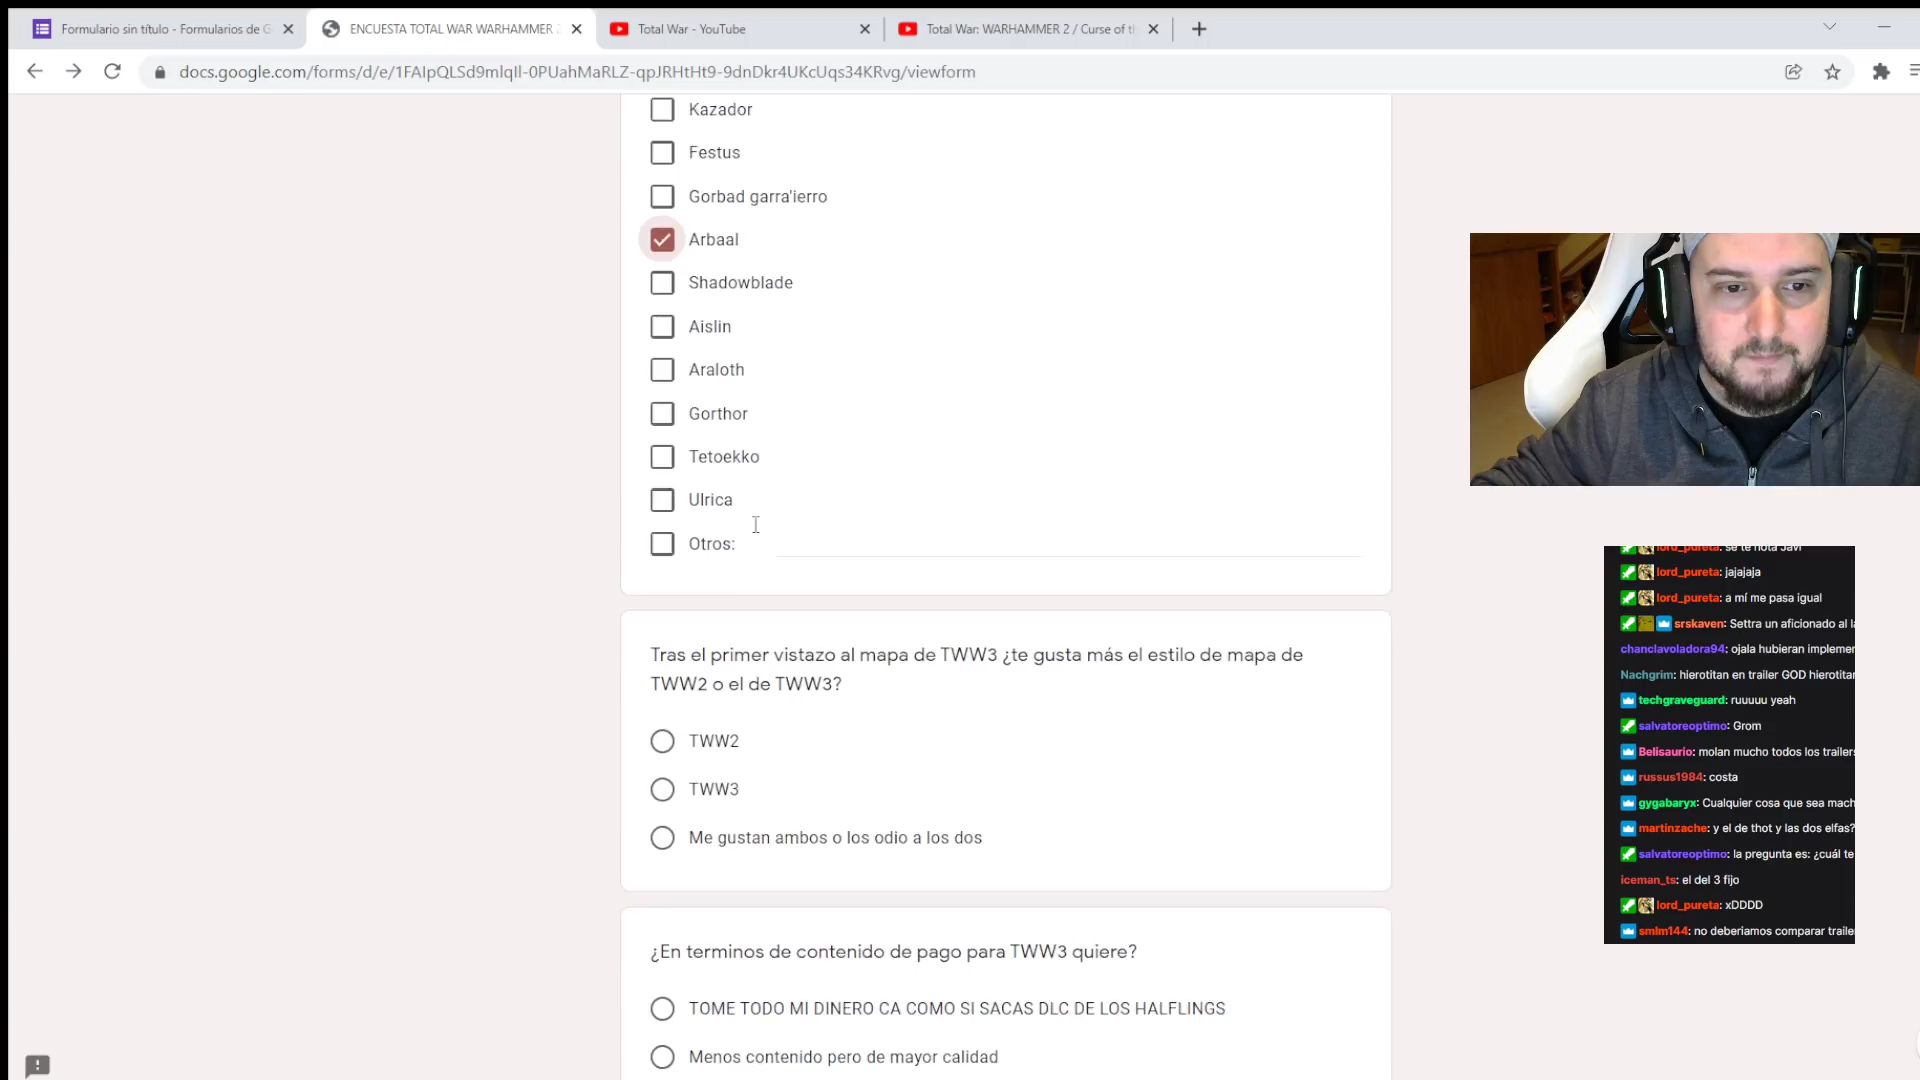 Formulario sin título - Formularios de G
ENCUESTA TOTAL WAR WARHAMMER
Total War - YouTube
Total War: WARHAMMER 2 / Curse of th
docs.google.com/forms/d/e/1FAIpQLSd9mlqIl-0PUahMaRLZ-qpJRHtHt9-9dnDkr4UKcUqs34KRvg/viewform
Kazador
Festus
Gorbad garra'ierro
Arbaal
Shadowblade
Aislin
Araloth
Gorthor
Tetoekko
Ulrica
Otros:
Tras el primer vistazo al mapa de TWW3 ¿te gusta más el estilo de mapa de
TWW2 o el de TWW3?
TWW2
TWW3
Me gustan ambos o los odio a los dos
¿En terminos de contenido de pago para TWW3 quiere?
TOME TODO MI DINERO CA COMO SI SACAS DLC DE LOS HALFLINGS
Menos contenido pero de mayor calidad
lord_pureta: se te nota Javi
lord_pureta: jajajaja
lord_pureta: a mí me pasa igual
srskaven: Settra un aficionado al la
chanclavoladora94: ojala hubieran implemen
Nachgrim: hierotitan en trailer GOD hierotitan
techgraveguard: ruuuuu yeah
salvatoreoptimo: Grom
Belisaurio: molan mucho todos los trailers
russus1984: costa
gygabaryx: Cualquier cosa que sea mach
martinzache: y el de thot y las dos elfas?
salvatoreoptimo: la pregunta es: ¿cuál te
iceman_ts: el del 3 fijo
lord_pureta: xDDDD
smlm144: no deberiamos comparar traile